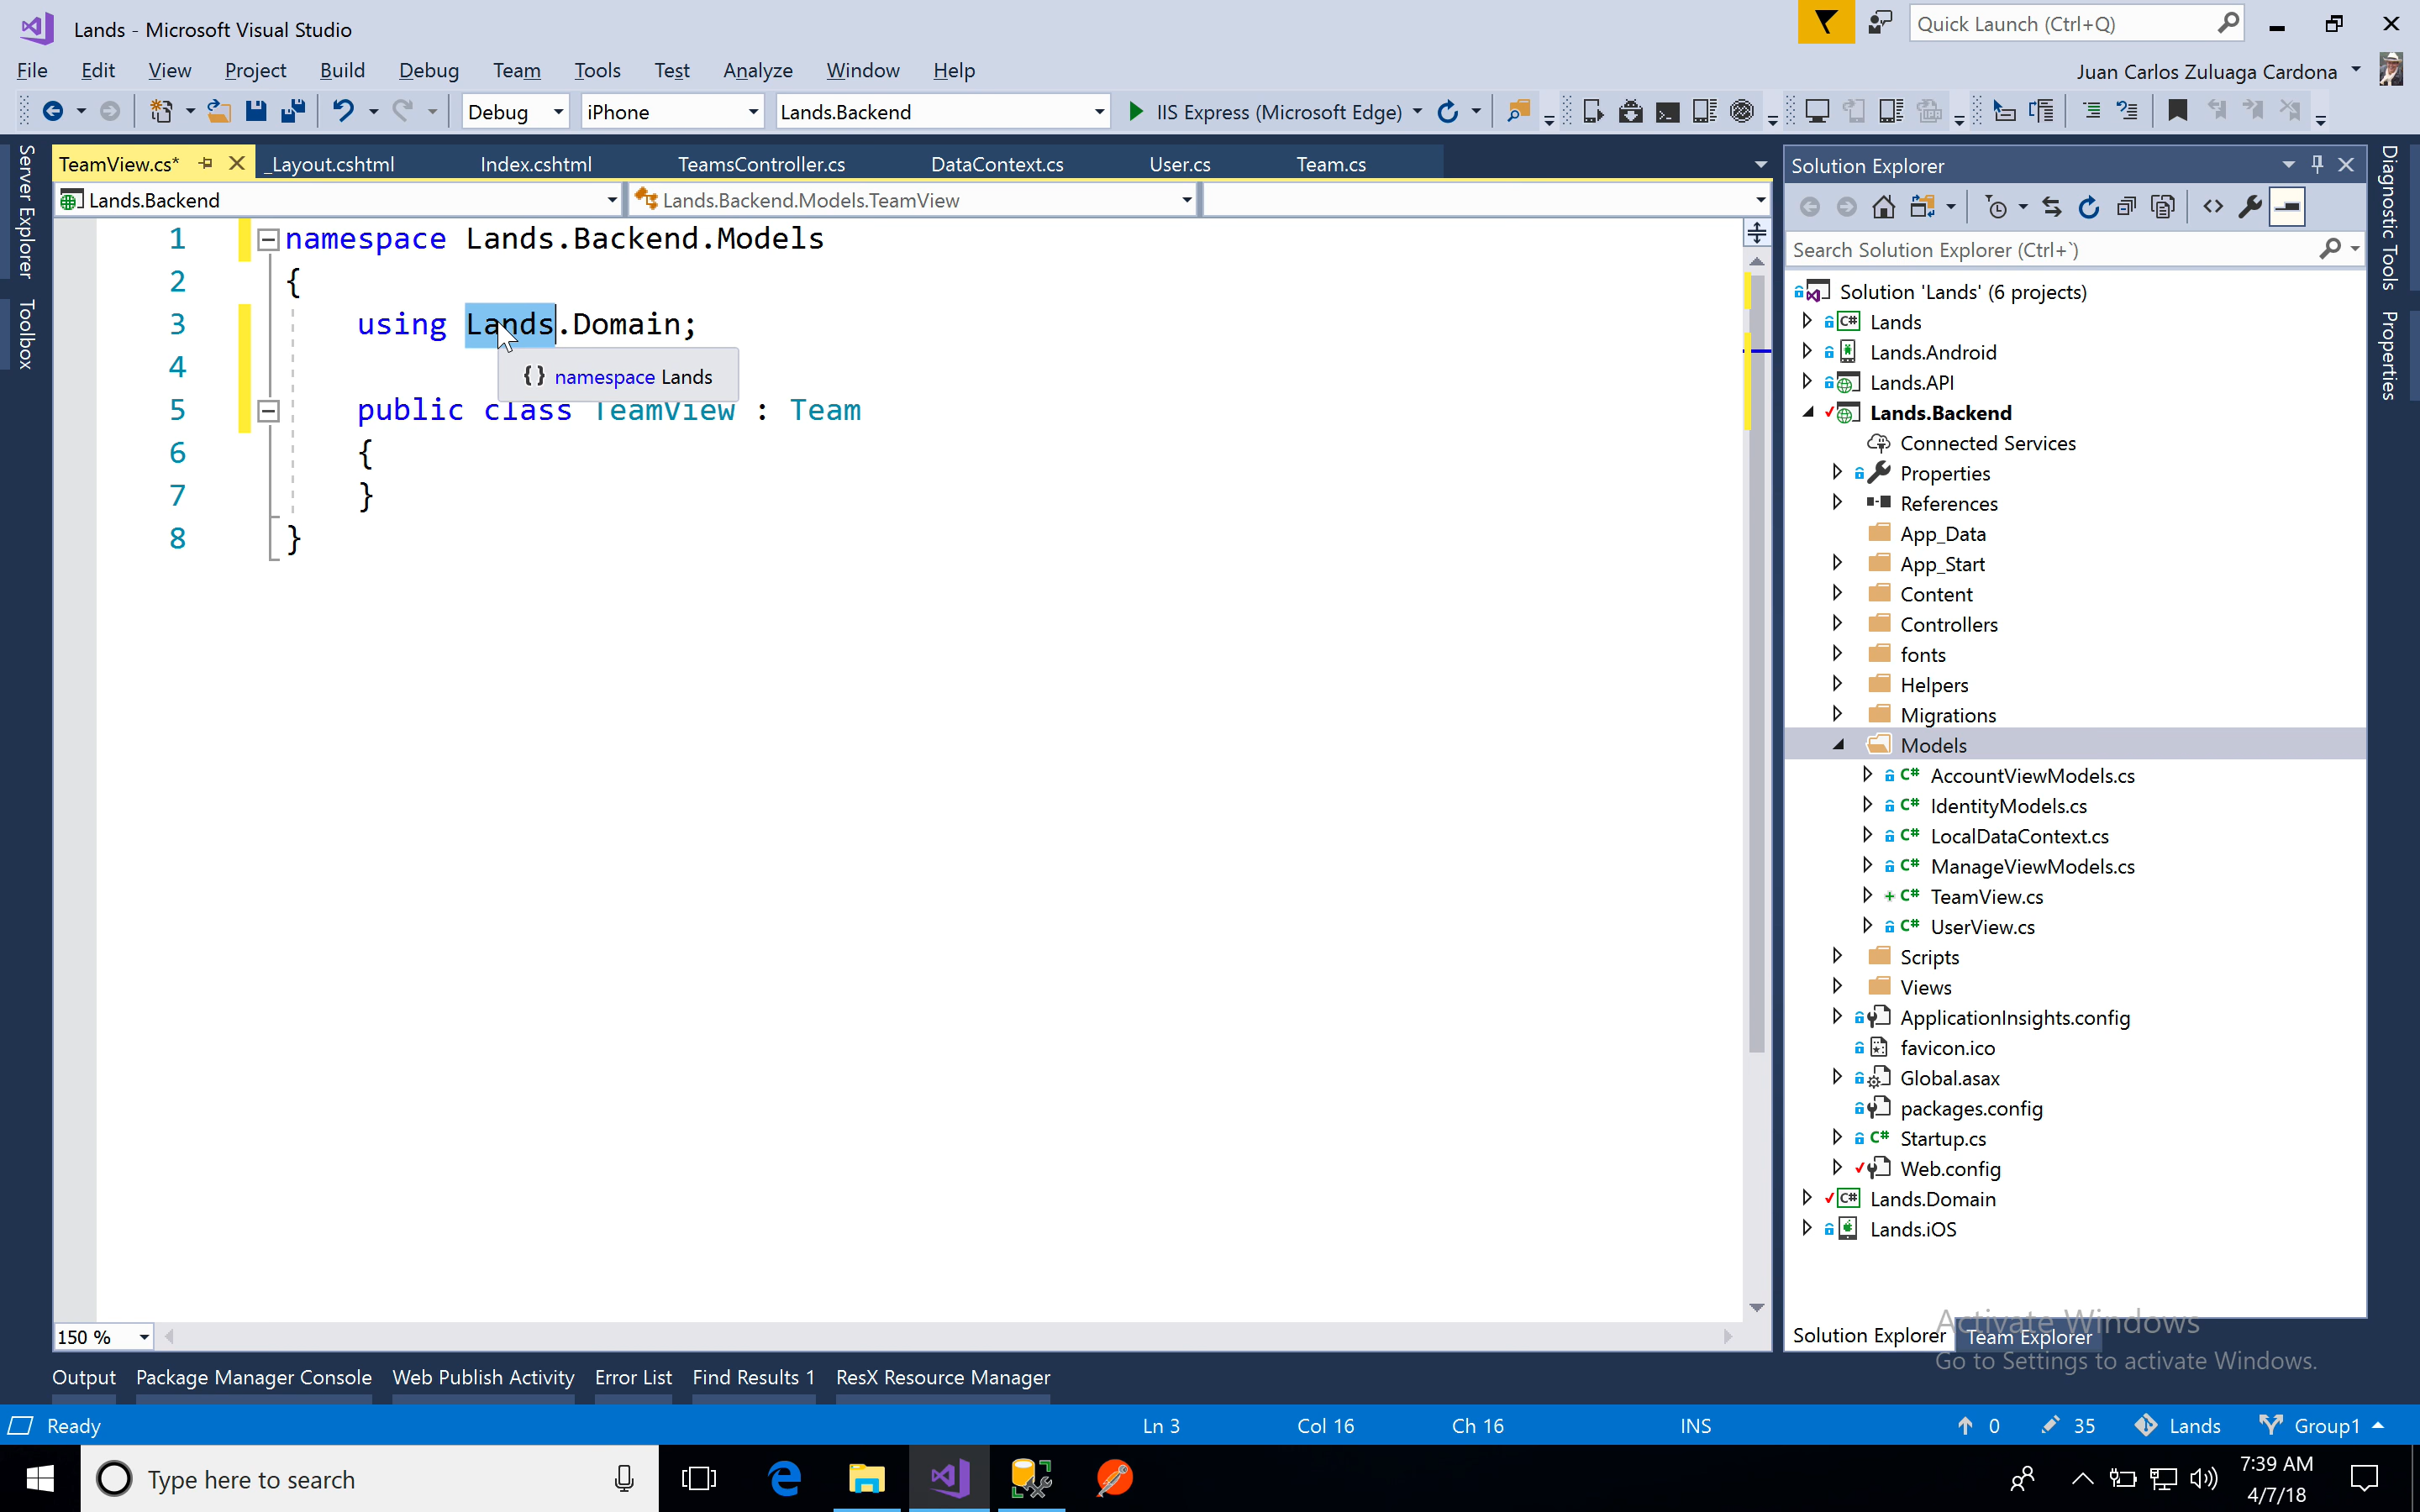 Lands - Microsoft Visual Studio
Quick Launch (Ctrl+Q)
File Edit View Project Build Debug Team Tools Test Analyze Window Help
Juan Carlos Zuluaga Cardona
Debug iPhone Lands.Backend IIS Express (Microsoft Edge)
Server Explorer
Toolbox
TeamView.cs* _Layout.cshtml Index.cshtml TeamsController.cs DataContext.cs User.cs Team.cs
Lands.Backend Lands.Backend.Models.TeamView
1 namespace Lands.Backend.Models
2 {
3 using Lands.Domain;
4
{} namespace Lands
5 public class TeamView : Team
6 {
7 }
8 }
150 %
Solution Explorer
Search Solution Explorer (Ctrl+`)
Solution 'Lands' (6 projects)
C# Lands
Lands.Android
Lands.API
Lands.Backend
Connected Services
Properties
References
App_Data
App_Start
Content
Controllers
fonts
Helpers
Migrations
Models
C# AccountViewModels.cs
C# IdentityModels.cs
C# LocalDataContext.cs
C# ManageViewModels.cs
+ C# TeamView.cs
C# UserView.cs
Scripts
Views
ApplicationInsights.config
favicon.ico
Global.asax
packages.config
C# Startup.cs
Web.config
C# Lands.Domain
Lands.iOS
Solution Explorer Team Explorer
Activate Windows
Go to Settings to activate Windows.
Diagnostic Tools
Properties
Output Package Manager Console Web Publish Activity Error List Find Results 1 ResX Resource Manager
Ready Ln 3 Col 16 Ch 16 INS 0 35 Lands Group1
Type here to search
7:39 AM
4/7/18